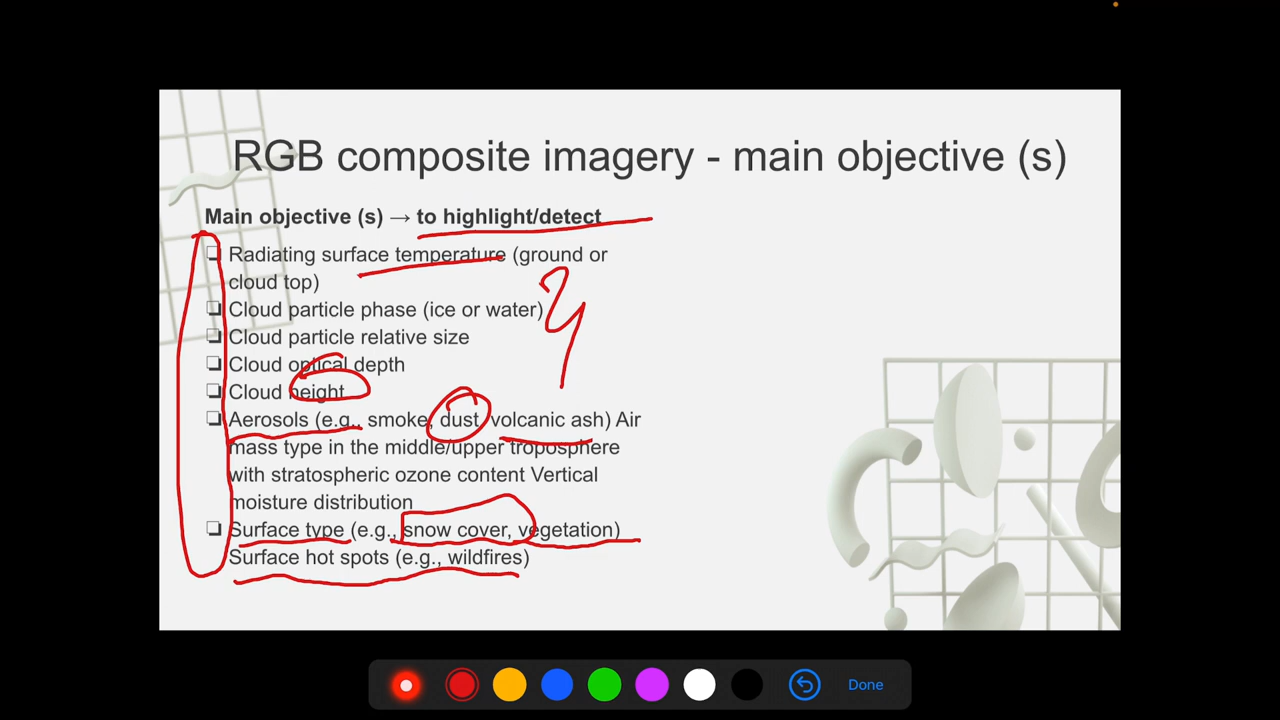 RGB composite imagery - main objective (s)
Main objective (s) → to highlight/detect
❏ Radiating surface temperature (ground or
cloud top)
❏ Cloud particle phase (ice or water)
❏ Cloud particle relative size
❏ Cloud optical depth
❏ Cloud height
❏ Aerosols (e.g., smoke, dust, volcanic ash) Air
mass type in the middle/upper troposphere
with stratospheric ozone content Vertical
moisture distribution
❏ Surface type (e.g., snow cover, vegetation)
Surface hot spots (e.g., wildfires)
Done